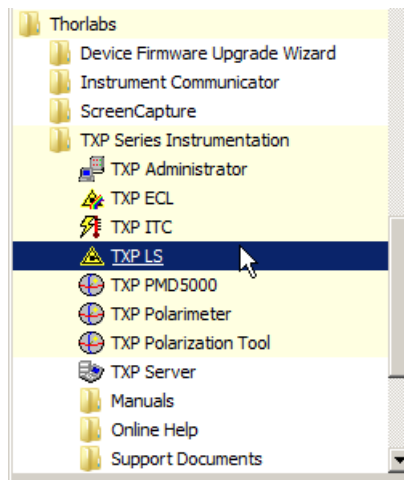 Thorlabs
Device Firmware Upgrade Wizard
Instrument Communicator
ScreenCapture
TXP Series Instrumentation
TXP Administrator
TXP ECL
TXP ITC
TXP LS
TXP PMD5000
TXP Polarimeter
TXP Polarization Tool
TXP Server
Manuals
Online Help
Support Documents